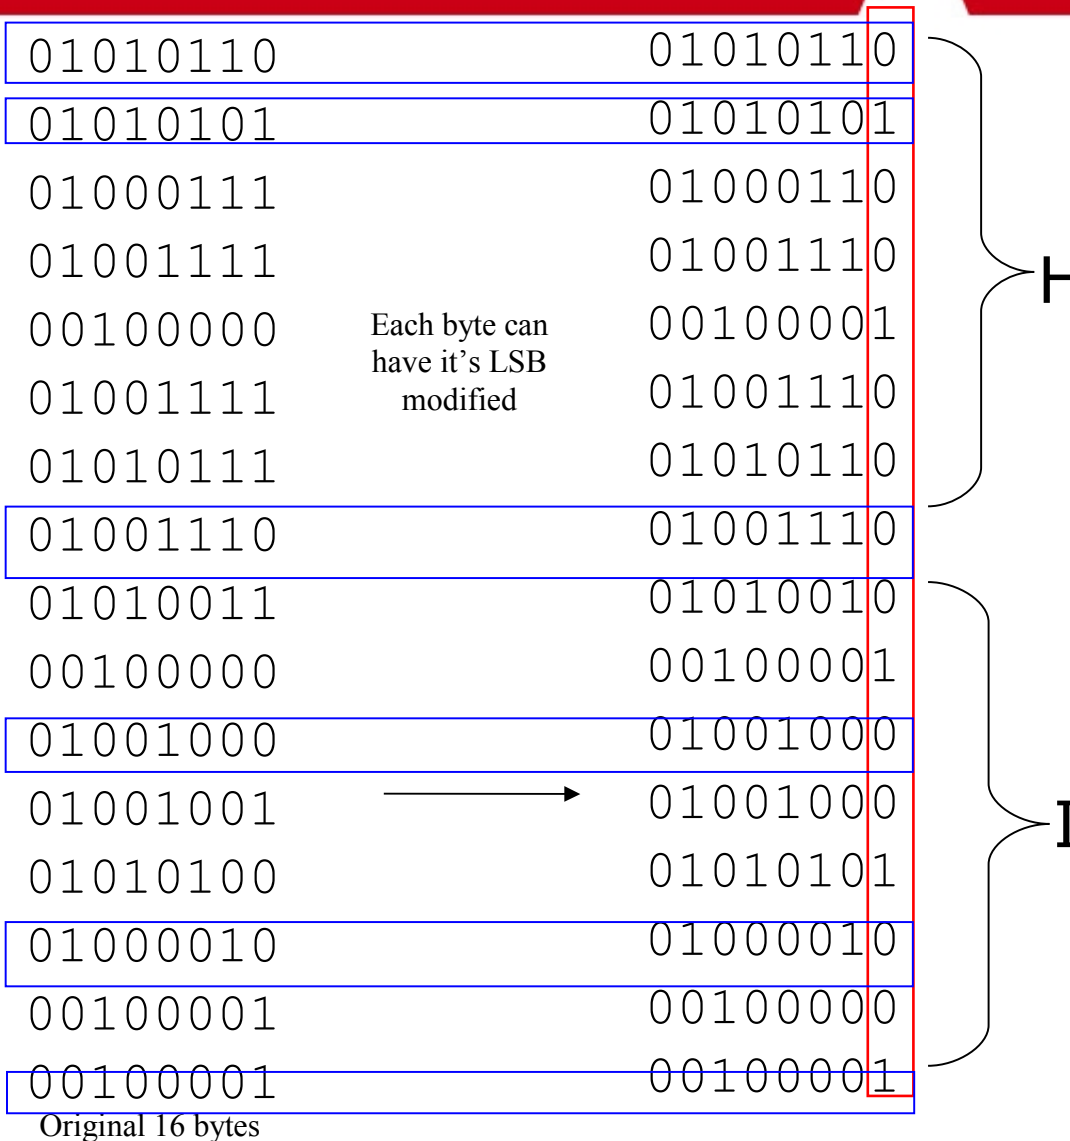 01010110 01010110
01010101 01010101
01000111 01000110
01001111 01001110
00100000 00100001
01001111 01001110
01010111 01010110
01001110 01001110
01010011 01010010
00100000 00100001
01001000 01001000
01001001 01001000
01010100 01010101
01000010 01000010
00100001 00100000
00100001 00100001
Each byte can
have it’s LSB
modified
H
I
Original 16 bytes